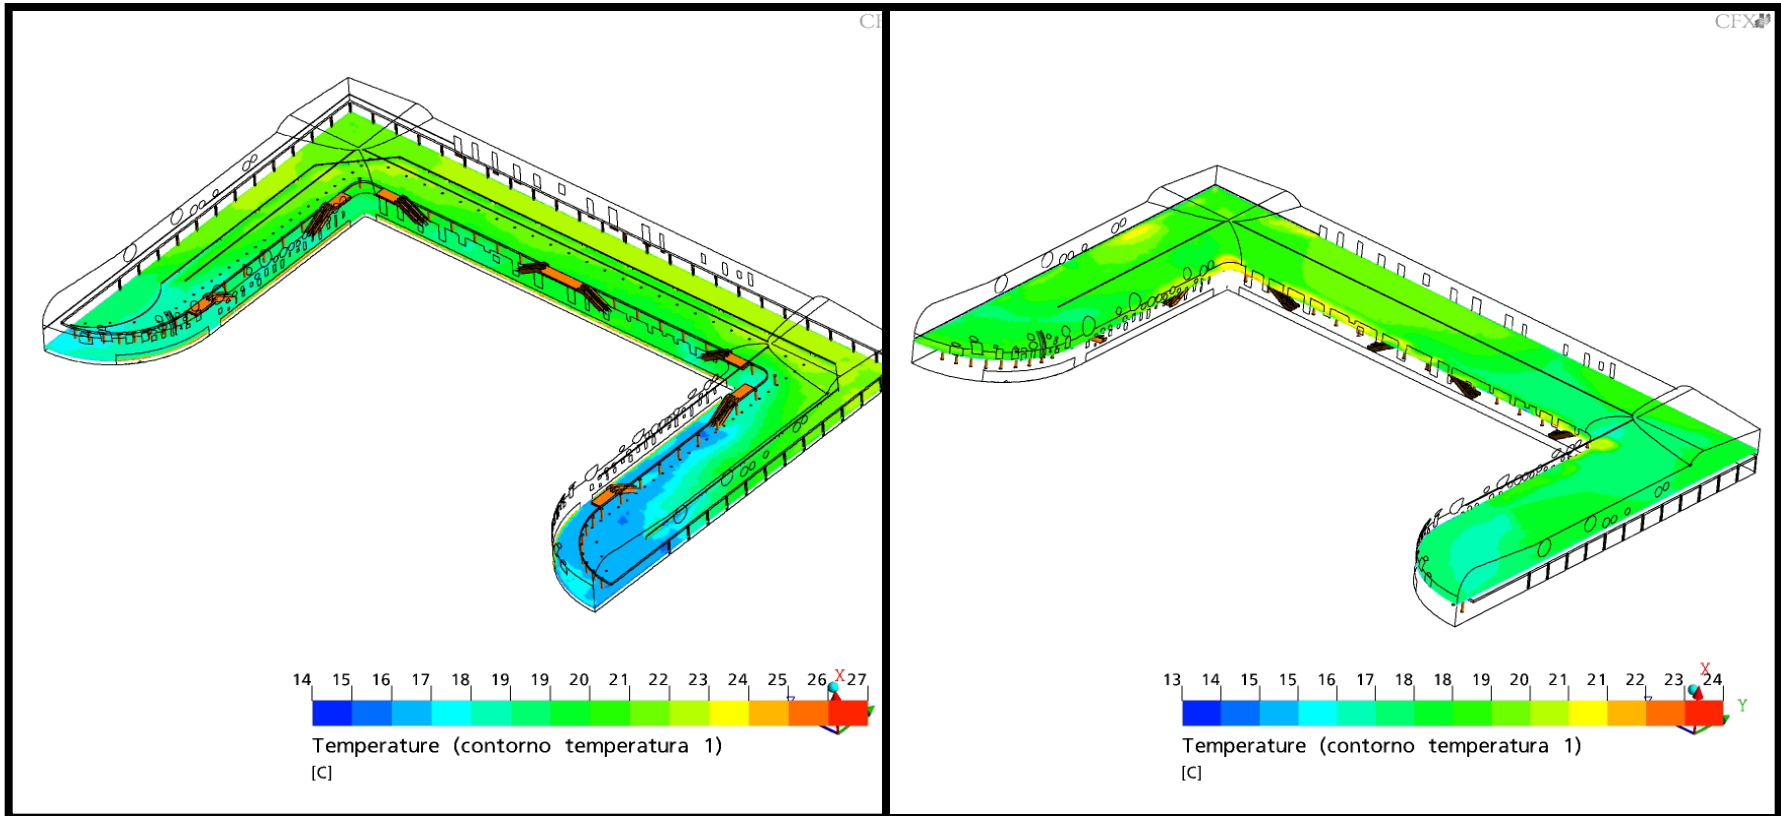 CF
14 15 16 17 18 19 19 20 21 22 23 24 25 26 27
X
Temperature (contorno temperatura 1)
[C]
CFX
13 14 15 15 16 17 18 18 19 20 21 21 22 23 24
X
Y
Temperature (contorno temperatura 1)
[C]